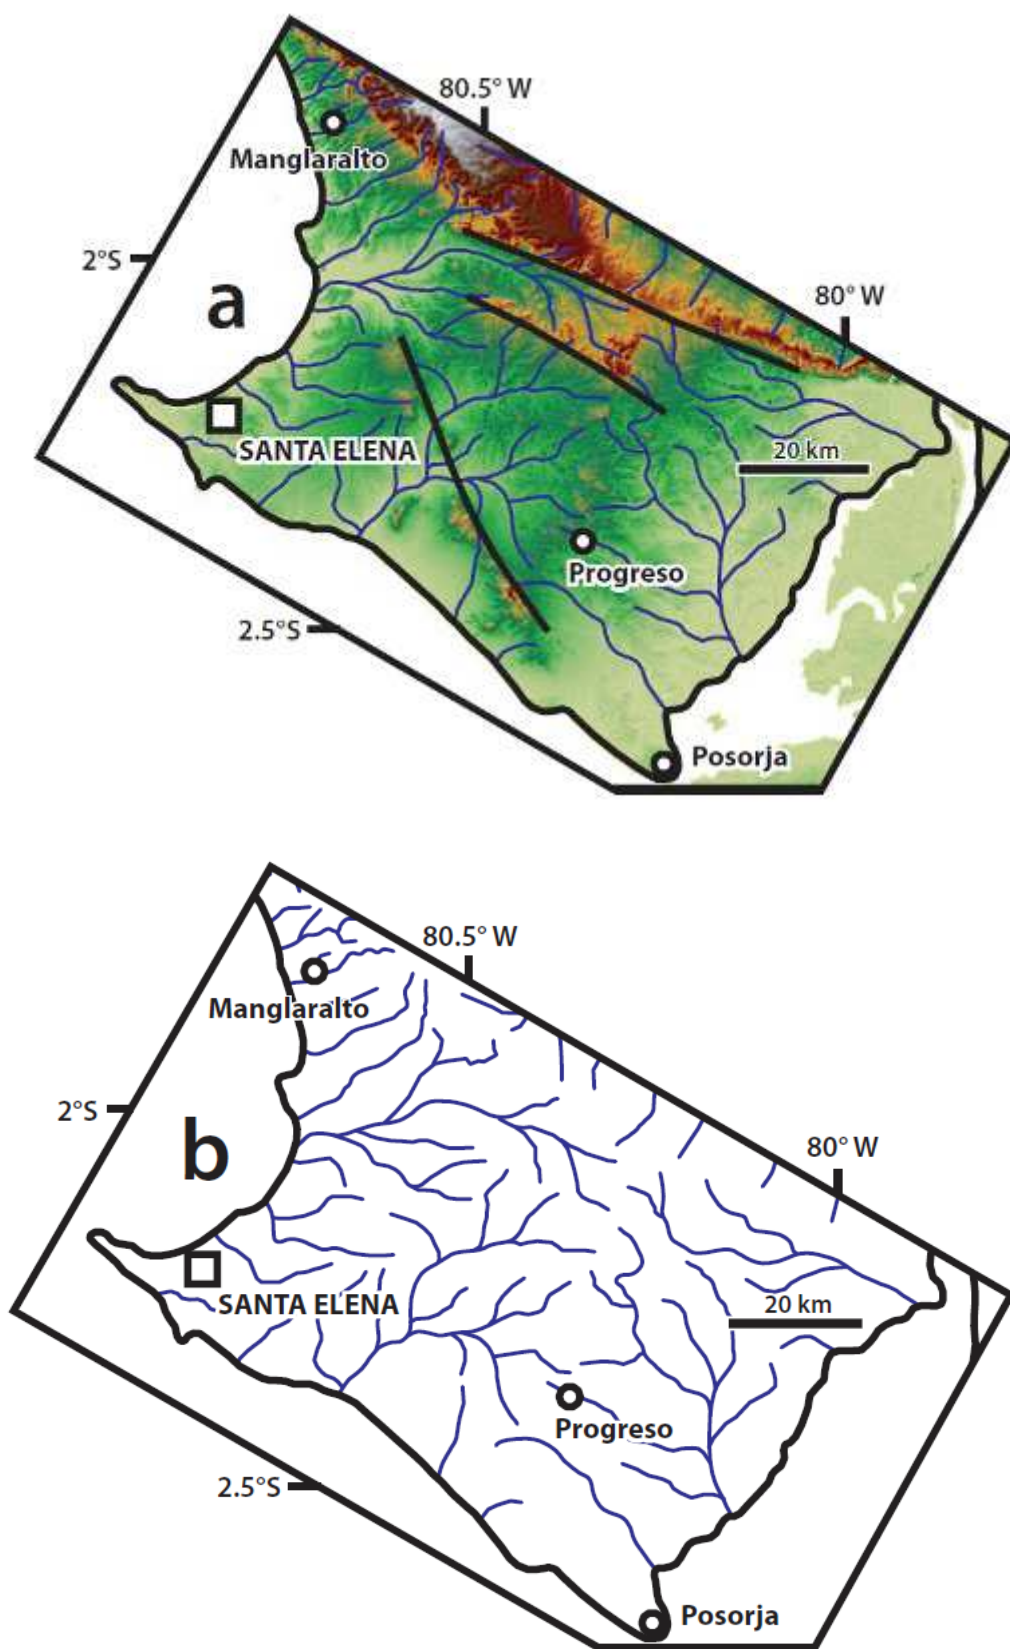 80.5° W
Manglaralto
2°S
a
80° W
SANTA ELENA
20 km
Progreso
2.5°S
Posorja
80.5° W
Manglaralto
2°S
b
80° W
SANTA ELENA
20 km
Progreso
2.5°S
Posorja